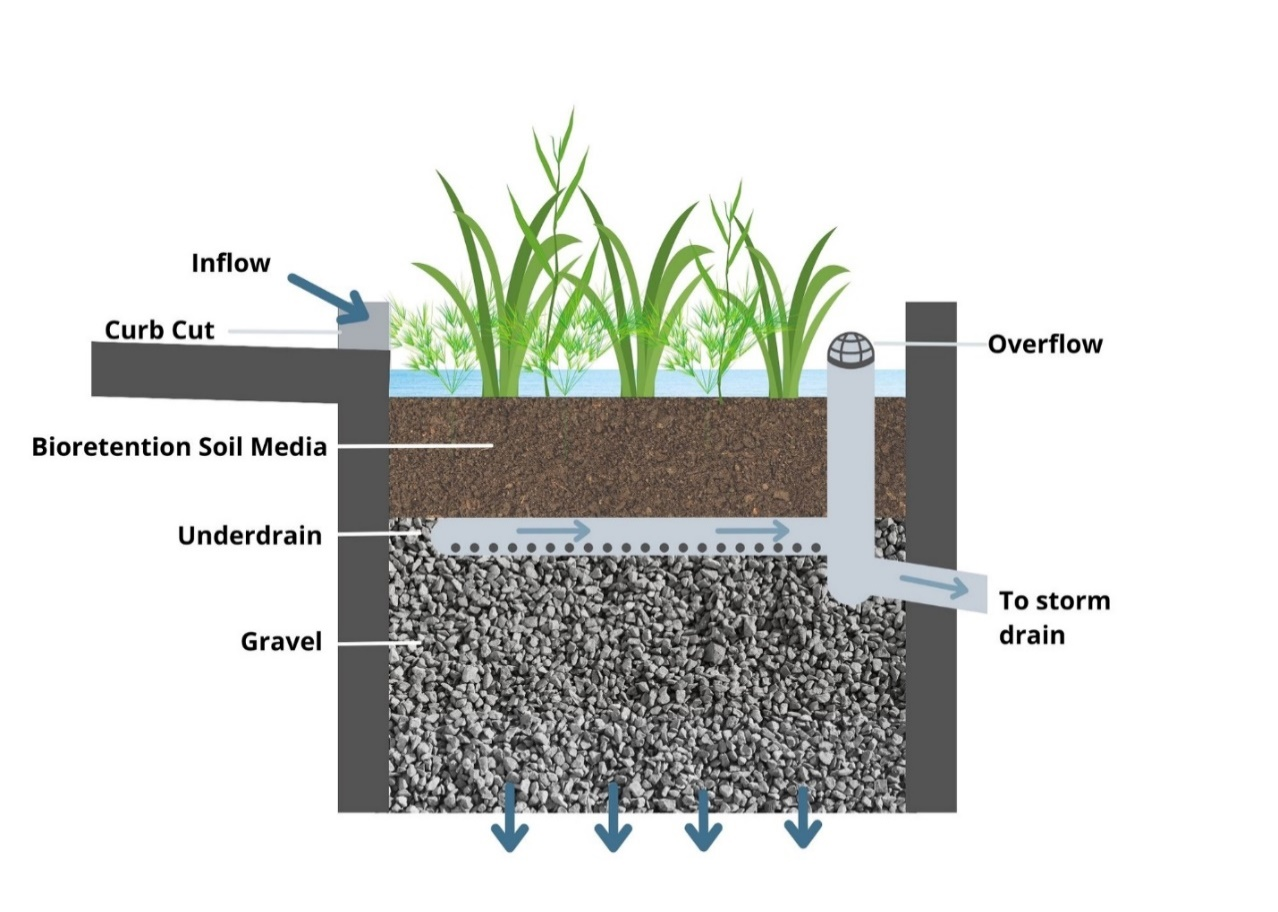 Inflow
Curb Cut
Overflow
Bioretention Soil Media
Underdrain
To storm
drain
Gravel